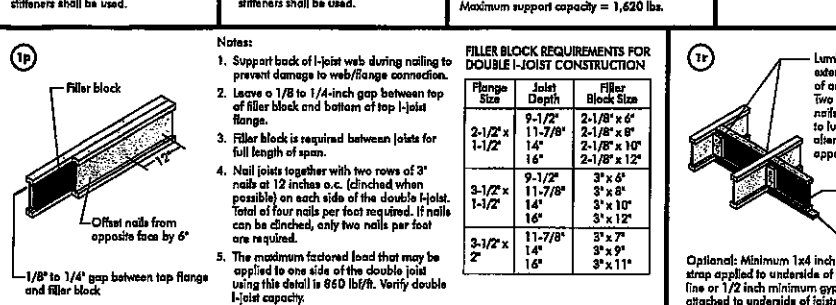 stiffeners shall be used.
stiffeners shall be used.
Maximum support capacity = 1,620 lbs.
1p
Filler block
12"
Offset nails from
opposite face by 6"
1/8" to 1/4" gap between top flange
and filler block
Notes:
1. Support back of I-joist web during nailing to
prevent damage to web/flange connection.
2. Leave a 1/8 to 1/4-inch gap between top
of filler block and bottom of top I-joist
flange.
3. Filler block is required between joists for
full length of span.
4. Nail joists together with two rows of 3"
nails at 12 inches o.c. (clinched when
possible) on each side of the double I-joist.
Total of four nails per foot required. If nails
can be clinched, only two nails per foot
are required.
5. The maximum factored load that may be
applied to one side of the double joist
using this detail is 860 lbf/ft. Verify double
I-joist capacity.
FILLER BLOCK REQUIREMENTS FOR
DOUBLE I-JOIST CONSTRUCTION
Flange Size Joist Depth Filler Block Size
2-1/2" x 1-1/2"
9-1/2" 2-1/8" x 6"
11-7/8" 2-1/8" x 8"
14" 2-1/8" x 10"
16" 2-1/8" x 12"
3-1/2" x 1-1/2"
9-1/2" 3" x 6"
11-7/8" 3" x 8"
14" 3" x 10"
16" 3" x 12"
3-1/2" x 2"
11-7/8" 3" x 7"
14" 3" x 9"
16" 3" x 11"
1r
Lum
exter
of a
Two
nails
to lu
alter
oppo
Optional: Minimum 1x4 inch
strap applied to underside of
line or 1/2 inch minimum gyp
attached to underside of joist